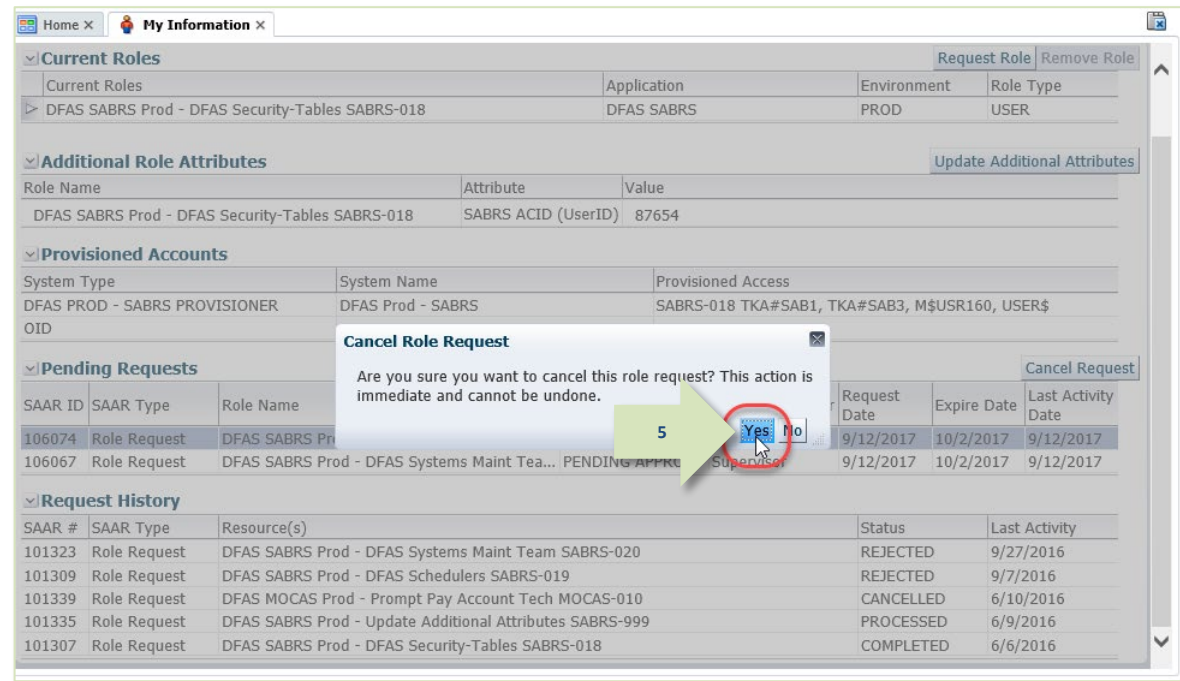 Home × My Information ×
Current Roles Request Role Remove Role
Current Roles Application Environment Role Type
DFAS SABRS Prod - DFAS Security-Tables SABRS-018 DFAS SABRS PROD USER
Additional Role Attributes Update Additional Attributes
Role Name Attribute Value
DFAS SABRS Prod - DFAS Security-Tables SABRS-018 SABRS ACID (UserID) 87654
Provisioned Accounts
System Type System Name Provisioned Access
DFAS PROD - SABRS PROVISIONER DFAS Prod - SABRS SABRS-018 TKA#SAB1, TKA#SAB3, M$USR160, USER$
OID
Cancel Role Request
Are you sure you want to cancel this role request? This action is
immediate and cannot be undone.
5 Yes No
Pending Requests Cancel Request
SAAR ID SAAR Type Role Name Request Date Expire Date Last Activity Date
106074 Role Request DFAS SABRS 9/12/2017 10/2/2017 9/12/2017
106067 Role Request DFAS SABRS Prod - DFAS Systems Maint Tea... PENDING Supervisor 9/12/2017 10/2/2017 9/12/2017
Request History
SAAR # SAAR Type Resource(s) Status Last Activity
101323 Role Request DFAS SABRS Prod - DFAS Systems Maint Team SABRS-020 REJECTED 9/27/2016
101309 Role Request DFAS SABRS Prod - DFAS Schedulers SABRS-019 REJECTED 9/7/2016
101339 Role Request DFAS MOCAS Prod - Prompt Pay Account Tech MOCAS-010 CANCELLED 6/10/2016
101335 Role Request DFAS SABRS Prod - Update Additional Attributes SABRS-999 PROCESSED 6/9/2016
101307 Role Request DFAS SABRS Prod - DFAS Security-Tables SABRS-018 COMPLETED 6/6/2016